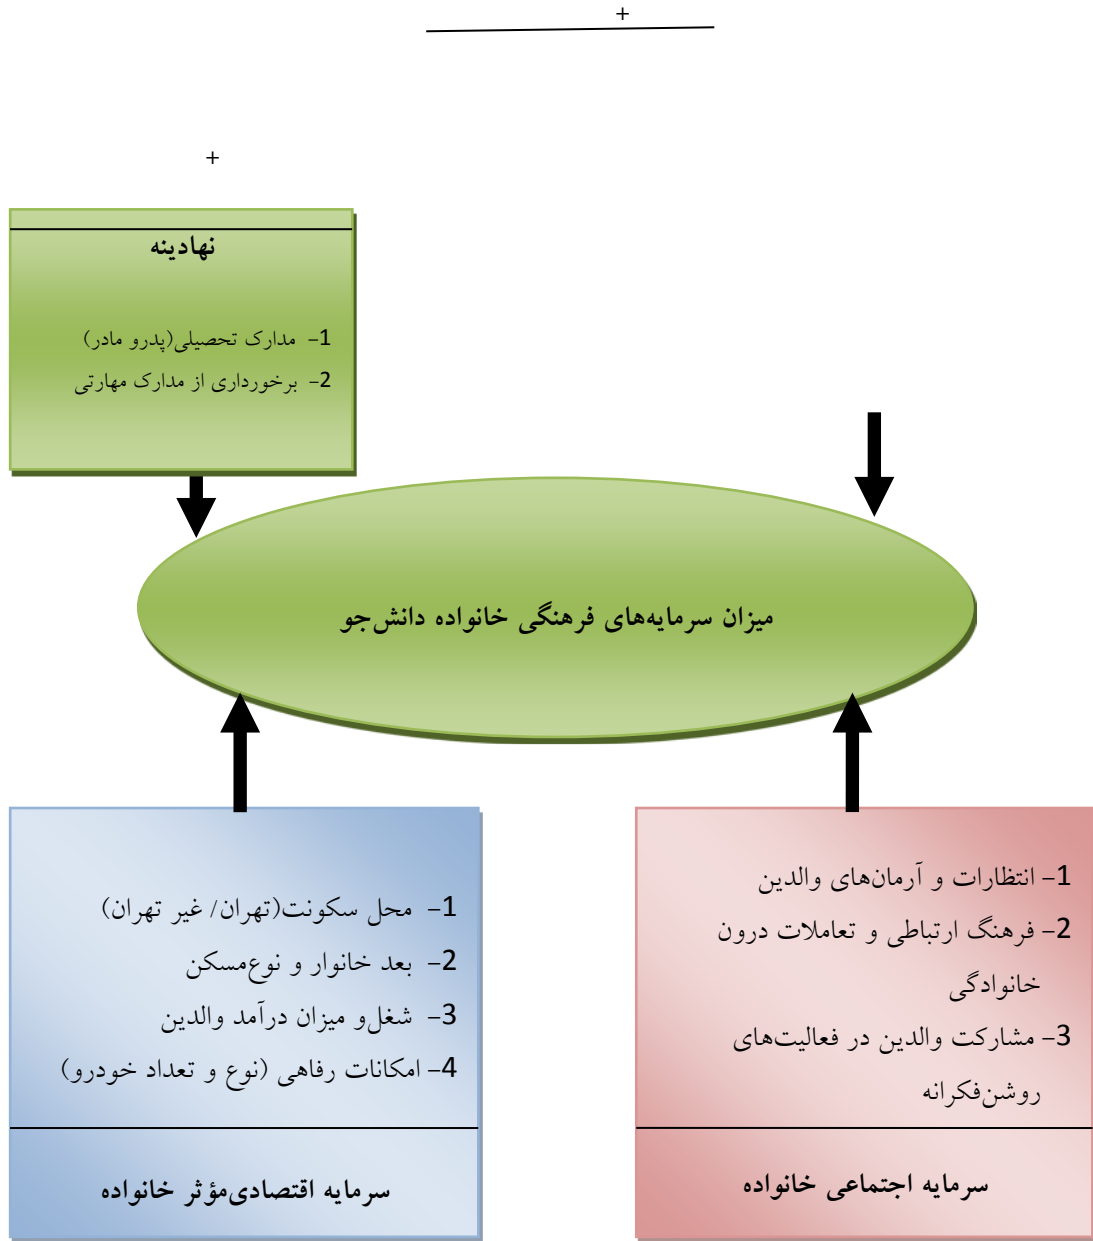 +
+
نهادینه
1- مدارک تحصیلی(پدرو مادر)
2- برخورداری از مدارک مهارتی
میزان سرمایه‌های فرهنگی خانواده دانش‌جو
1- انتظارات و آرمان‌های والدین
2- فرهنگ ارتباطی و تعاملات درون
خانوادگی
3- مشارکت والدین در فعالیت‌های
روشن‌فکرانه
سرمایه اجتماعی خانواده
1- محل سکونت(تهران/ غیر تهران)
2- بعد خانوار و نوع‌مسکن
3- شغل‌و میزان درآمد والدین
4- امکانات رفاهی (نوع و تعداد خودرو)
سرمایه اقتصادی‌مؤثر خانواده